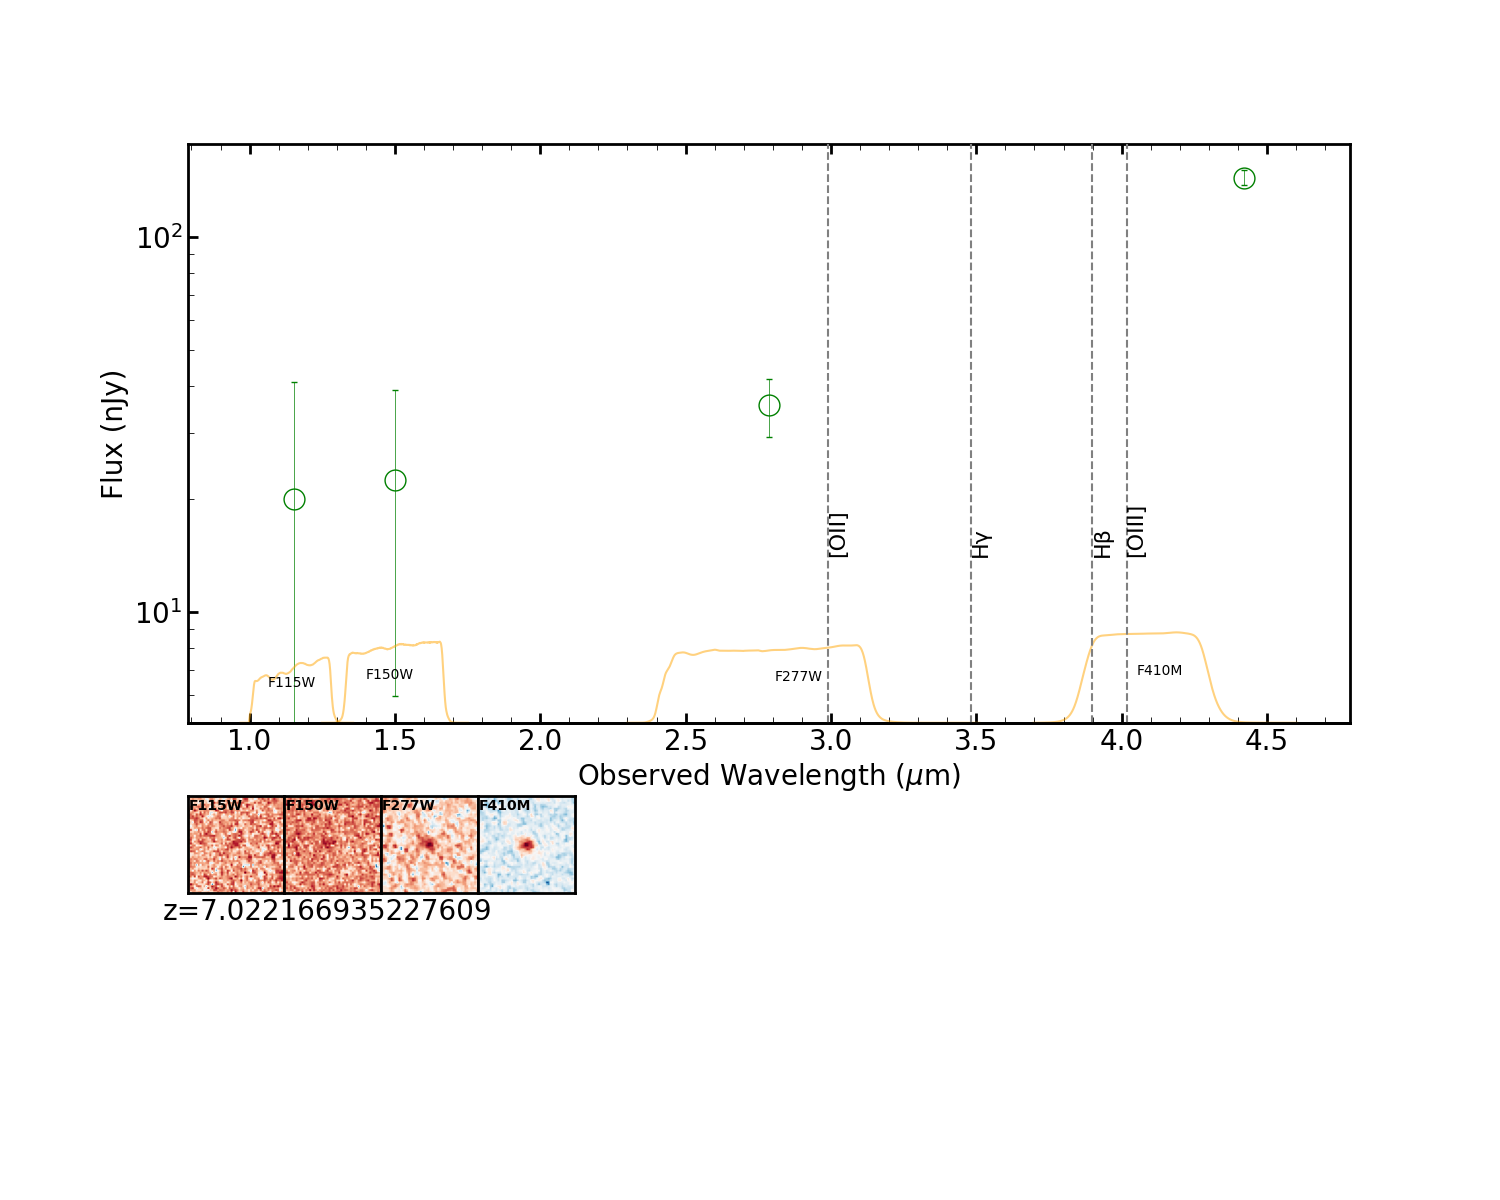 Flux (nJy)
10²
10¹
[OII]
Hγ
Hβ
[OIII]
F115W
F150W
F277W
F410M
1.0 1.5 2.0 2.5 3.0 3.5 4.0 4.5
Observed Wavelength (μm)
F115W F150W F277W F410M
z=7.022166935227609